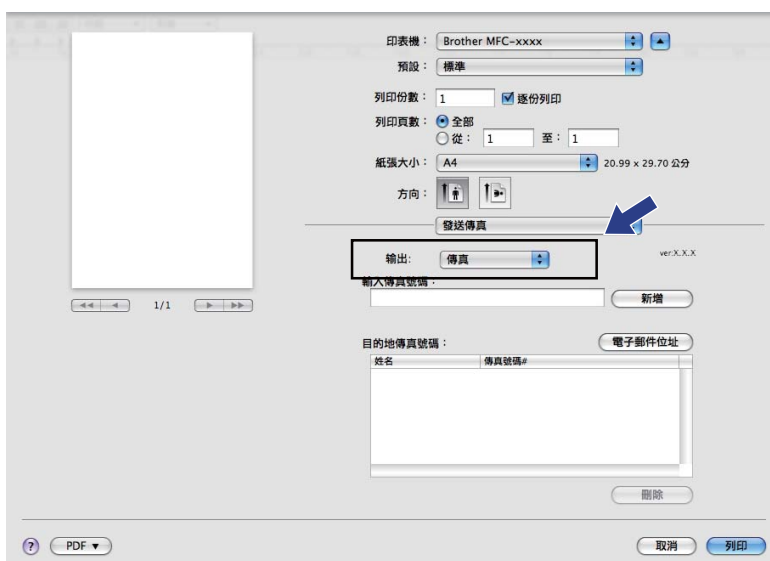 印表機： Brother MFC-xxxx
預設： 標準
列印份數： 1 逐份列印
列印頁數： 全部
從： 1 至： 1
紙張大小： A4 20.99 x 29.70 公分
方向：
發送傳真
输出: 傳真 ver.X.X.X
輸入傳真號碼：
新增
1/1
目的地傳真號碼： 電子郵件位址
姓名 傳真號碼#
刪除
? PDF ▼ 取消 列印